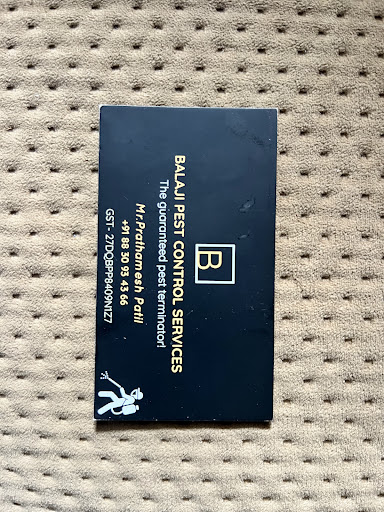 B
BALAJI PEST CONTROL SERVICES
The guaranteed pest terminator!
Mr.Prathamesh Patil
+91 88 30 93 43 66
GST- 27DQBPP8409N1Z7